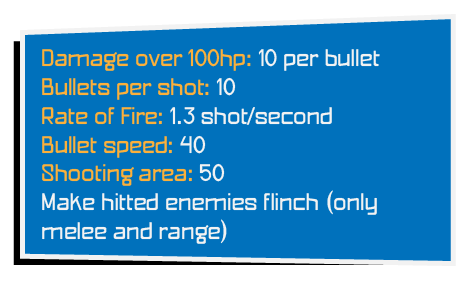 Damage over 100hp: 10 per bullet
Bullets per shot: 10
Rate of Fire: 1.3 shot/second
Bullet speed: 40
Shooting area: 50
Make hitted enemies flinch (only
melee and range)